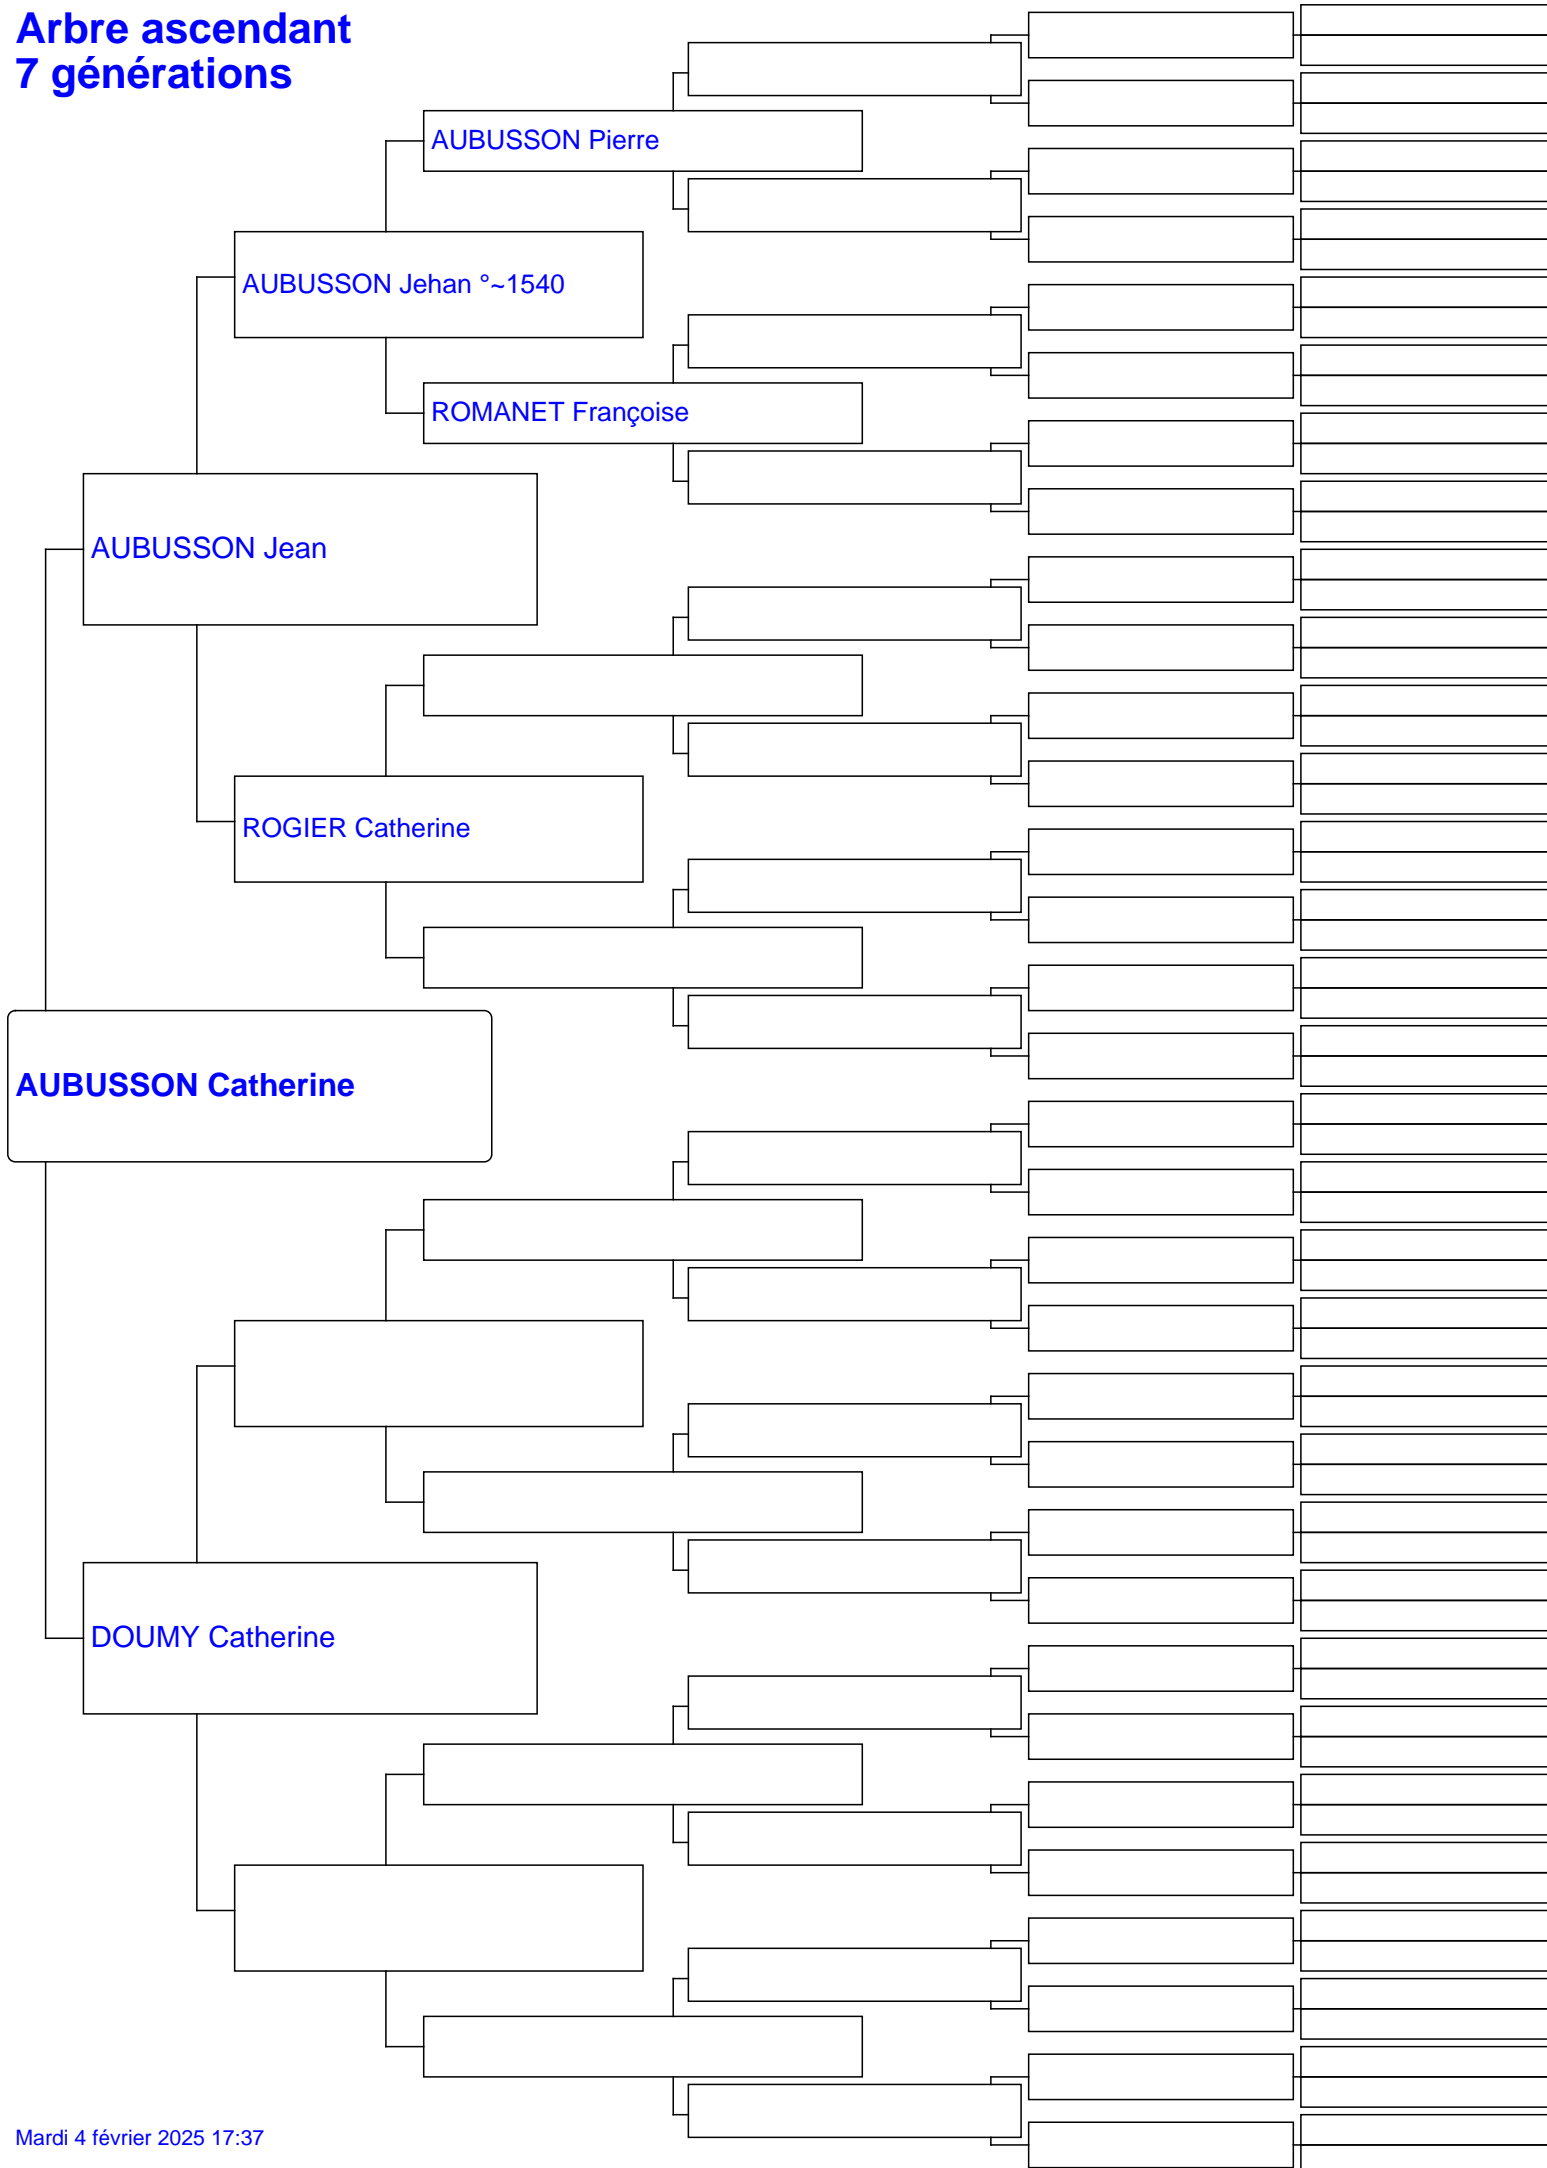 Arbre ascendant
7 générations
AUBUSSON Pierre
AUBUSSON Jehan °~1540
ROMANET Françoise
AUBUSSON Jean
ROGIER Catherine
AUBUSSON Catherine
DOUMY Catherine
Mardi 4 février 2025 17:37